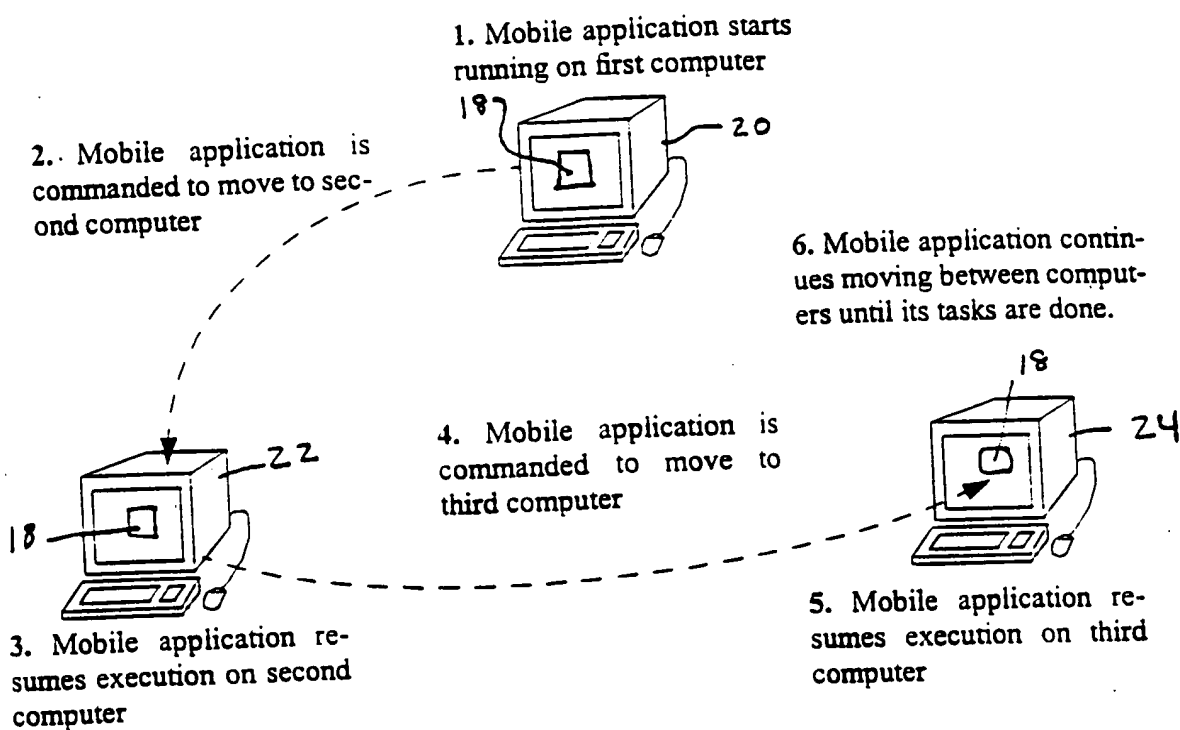 1. Mobile application starts
running on first computer
18
20
2. Mobile application is
commanded to move to sec-
ond computer
6. Mobile application contin-
ues moving between comput-
ers until its tasks are done.
18
24
4. Mobile application is
commanded to move to
third computer
22
18
3. Mobile application re-
sumes execution on second
computer
5. Mobile application re-
sumes execution on third
computer